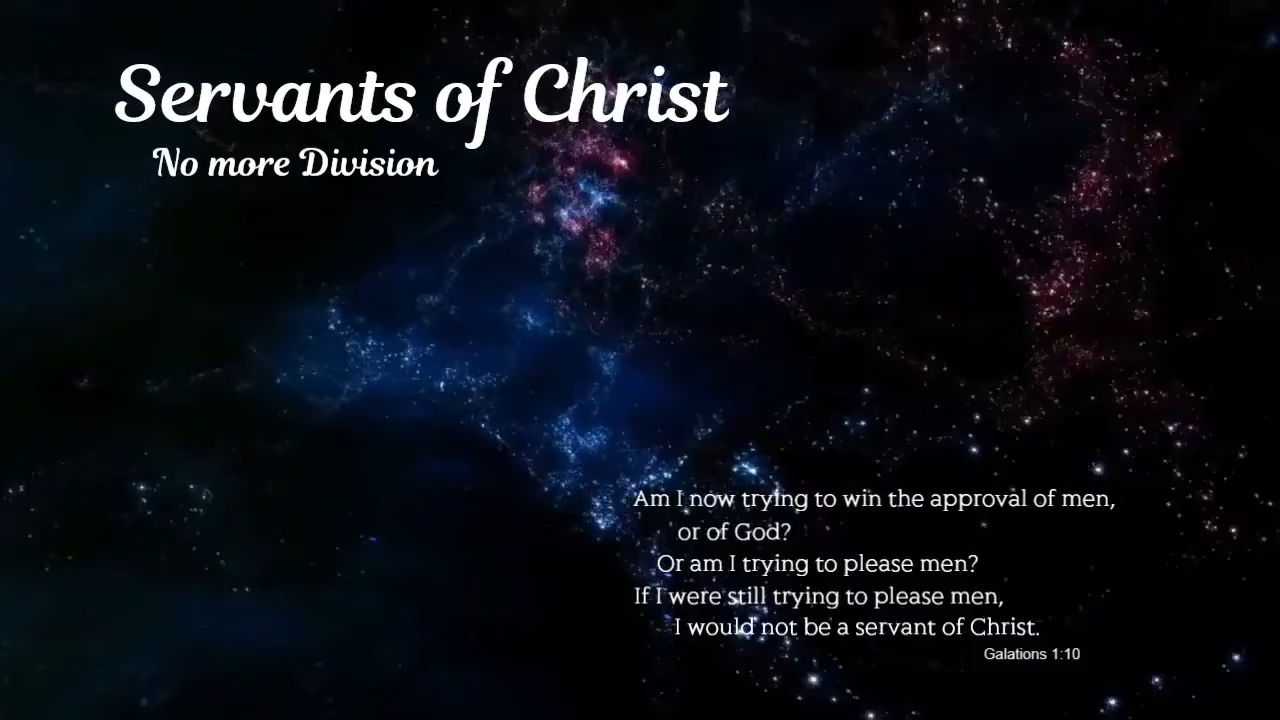 Servants of Christ
No more Division
Am I now trying to win the approval of men,
or of God?
Or am I trying to please men?
If I were still trying to please men,
I would not be a servant of Christ.
Galations 1:10